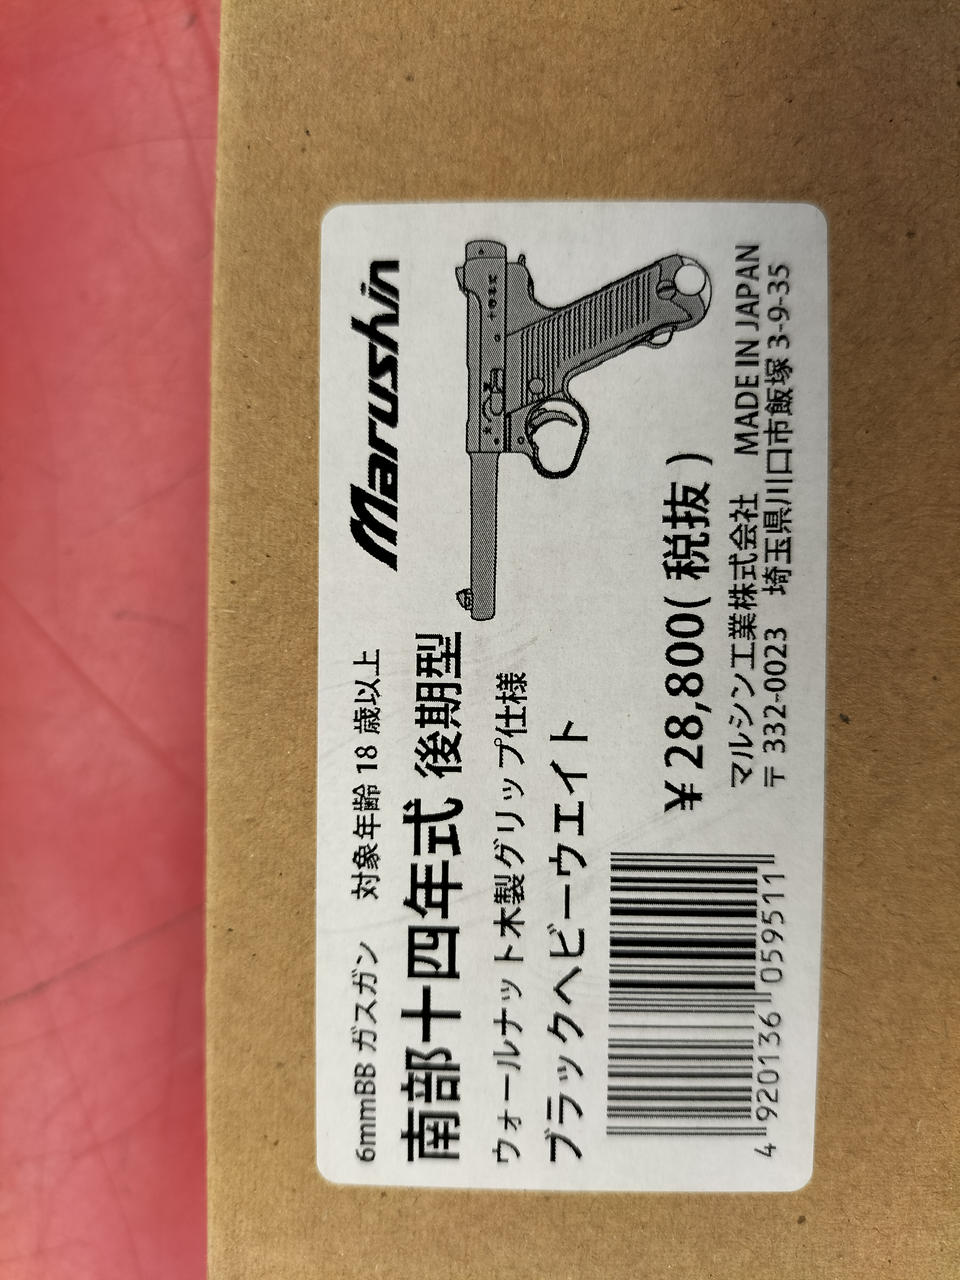 Marushin
6mmBB ガスガン 対象年齢 18 歳以上
南部十四年式 後期型
ウォールナット木製グリップ仕様
ブラックヘビーウエイト
￥28,800( 税抜 )
マルシン工業株式会社 MADE IN JAPAN
〒 332-0023 埼玉県川口市飯塚 3-9-35
4 920136 059511